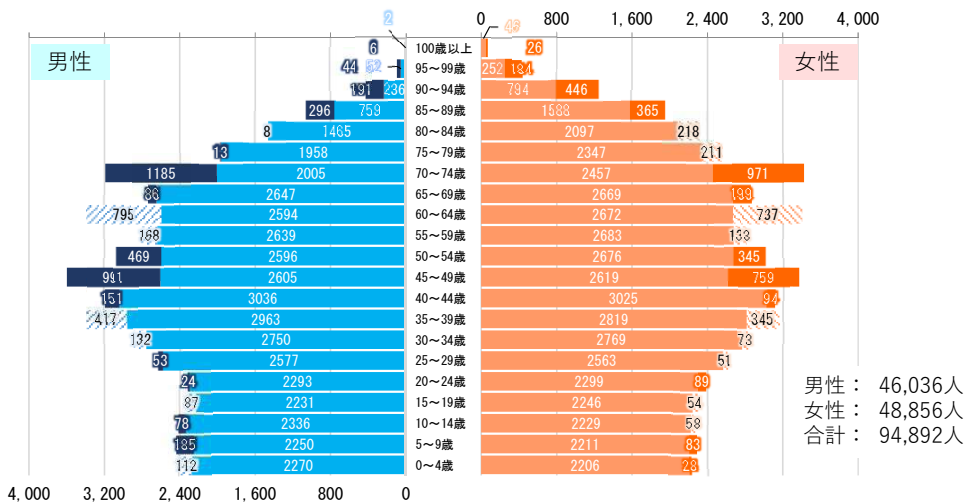 2 43
0 800 1,600 2,400 3,200 4,000
男性 女性
6 100歳以上 26
44 52 95～99歳 252 184
191 236 90～94歳 794 446
296 759 85～89歳 1588 365
8 1465 80～84歳 2097 218
13 1958 75～79歳 2347 211
1185 2005 70～74歳 2457 971
86 2647 65～69歳 2669 199
795 2594 60～64歳 2672 737
168 2639 55～59歳 2683 133
469 2596 50～54歳 2676 345
991 2605 45～49歳 2619 759
151 3036 40～44歳 3025 94
417 2963 35～39歳 2819 345
132 2750 30～34歳 2769 73
53 2577 25～29歳 2563 51
24 2293 20～24歳 2299 89
87 2231 15～19歳 2246 54
78 2336 10～14歳 2229 58
185 2250 5～9歳 2211 83
112 2270 0～4歳 2206 28
4,000 3,200 2,400 1,600 800 0
男性： 46,036人
女性： 48,856人
合計： 94,892人